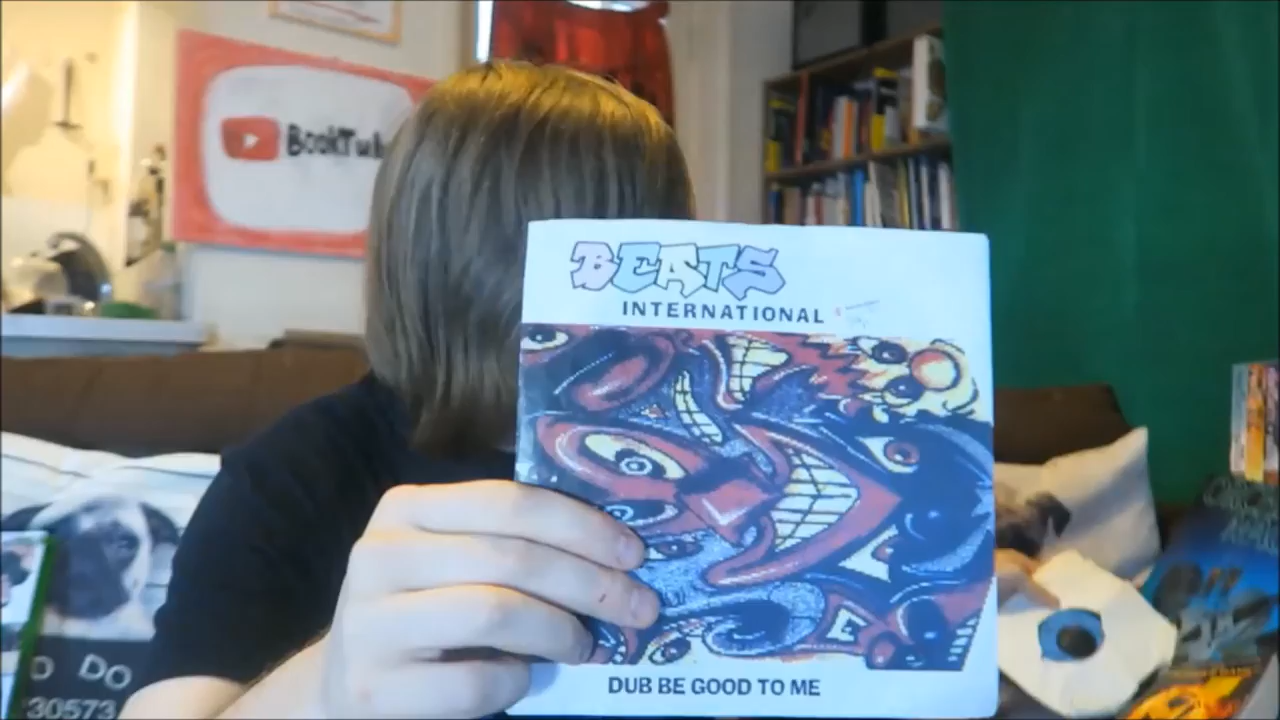 BookTub
BEATS
INTERNATIONAL
DUB BE GOOD TO ME
O DO
30573